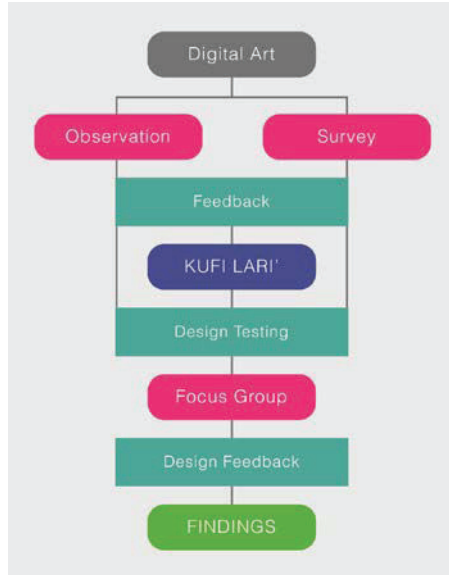 Digital Art
Observation
Survey
Feedback
KUFI LARI'
Design Testing
Focus Group
Design Feedback
FINDINGS